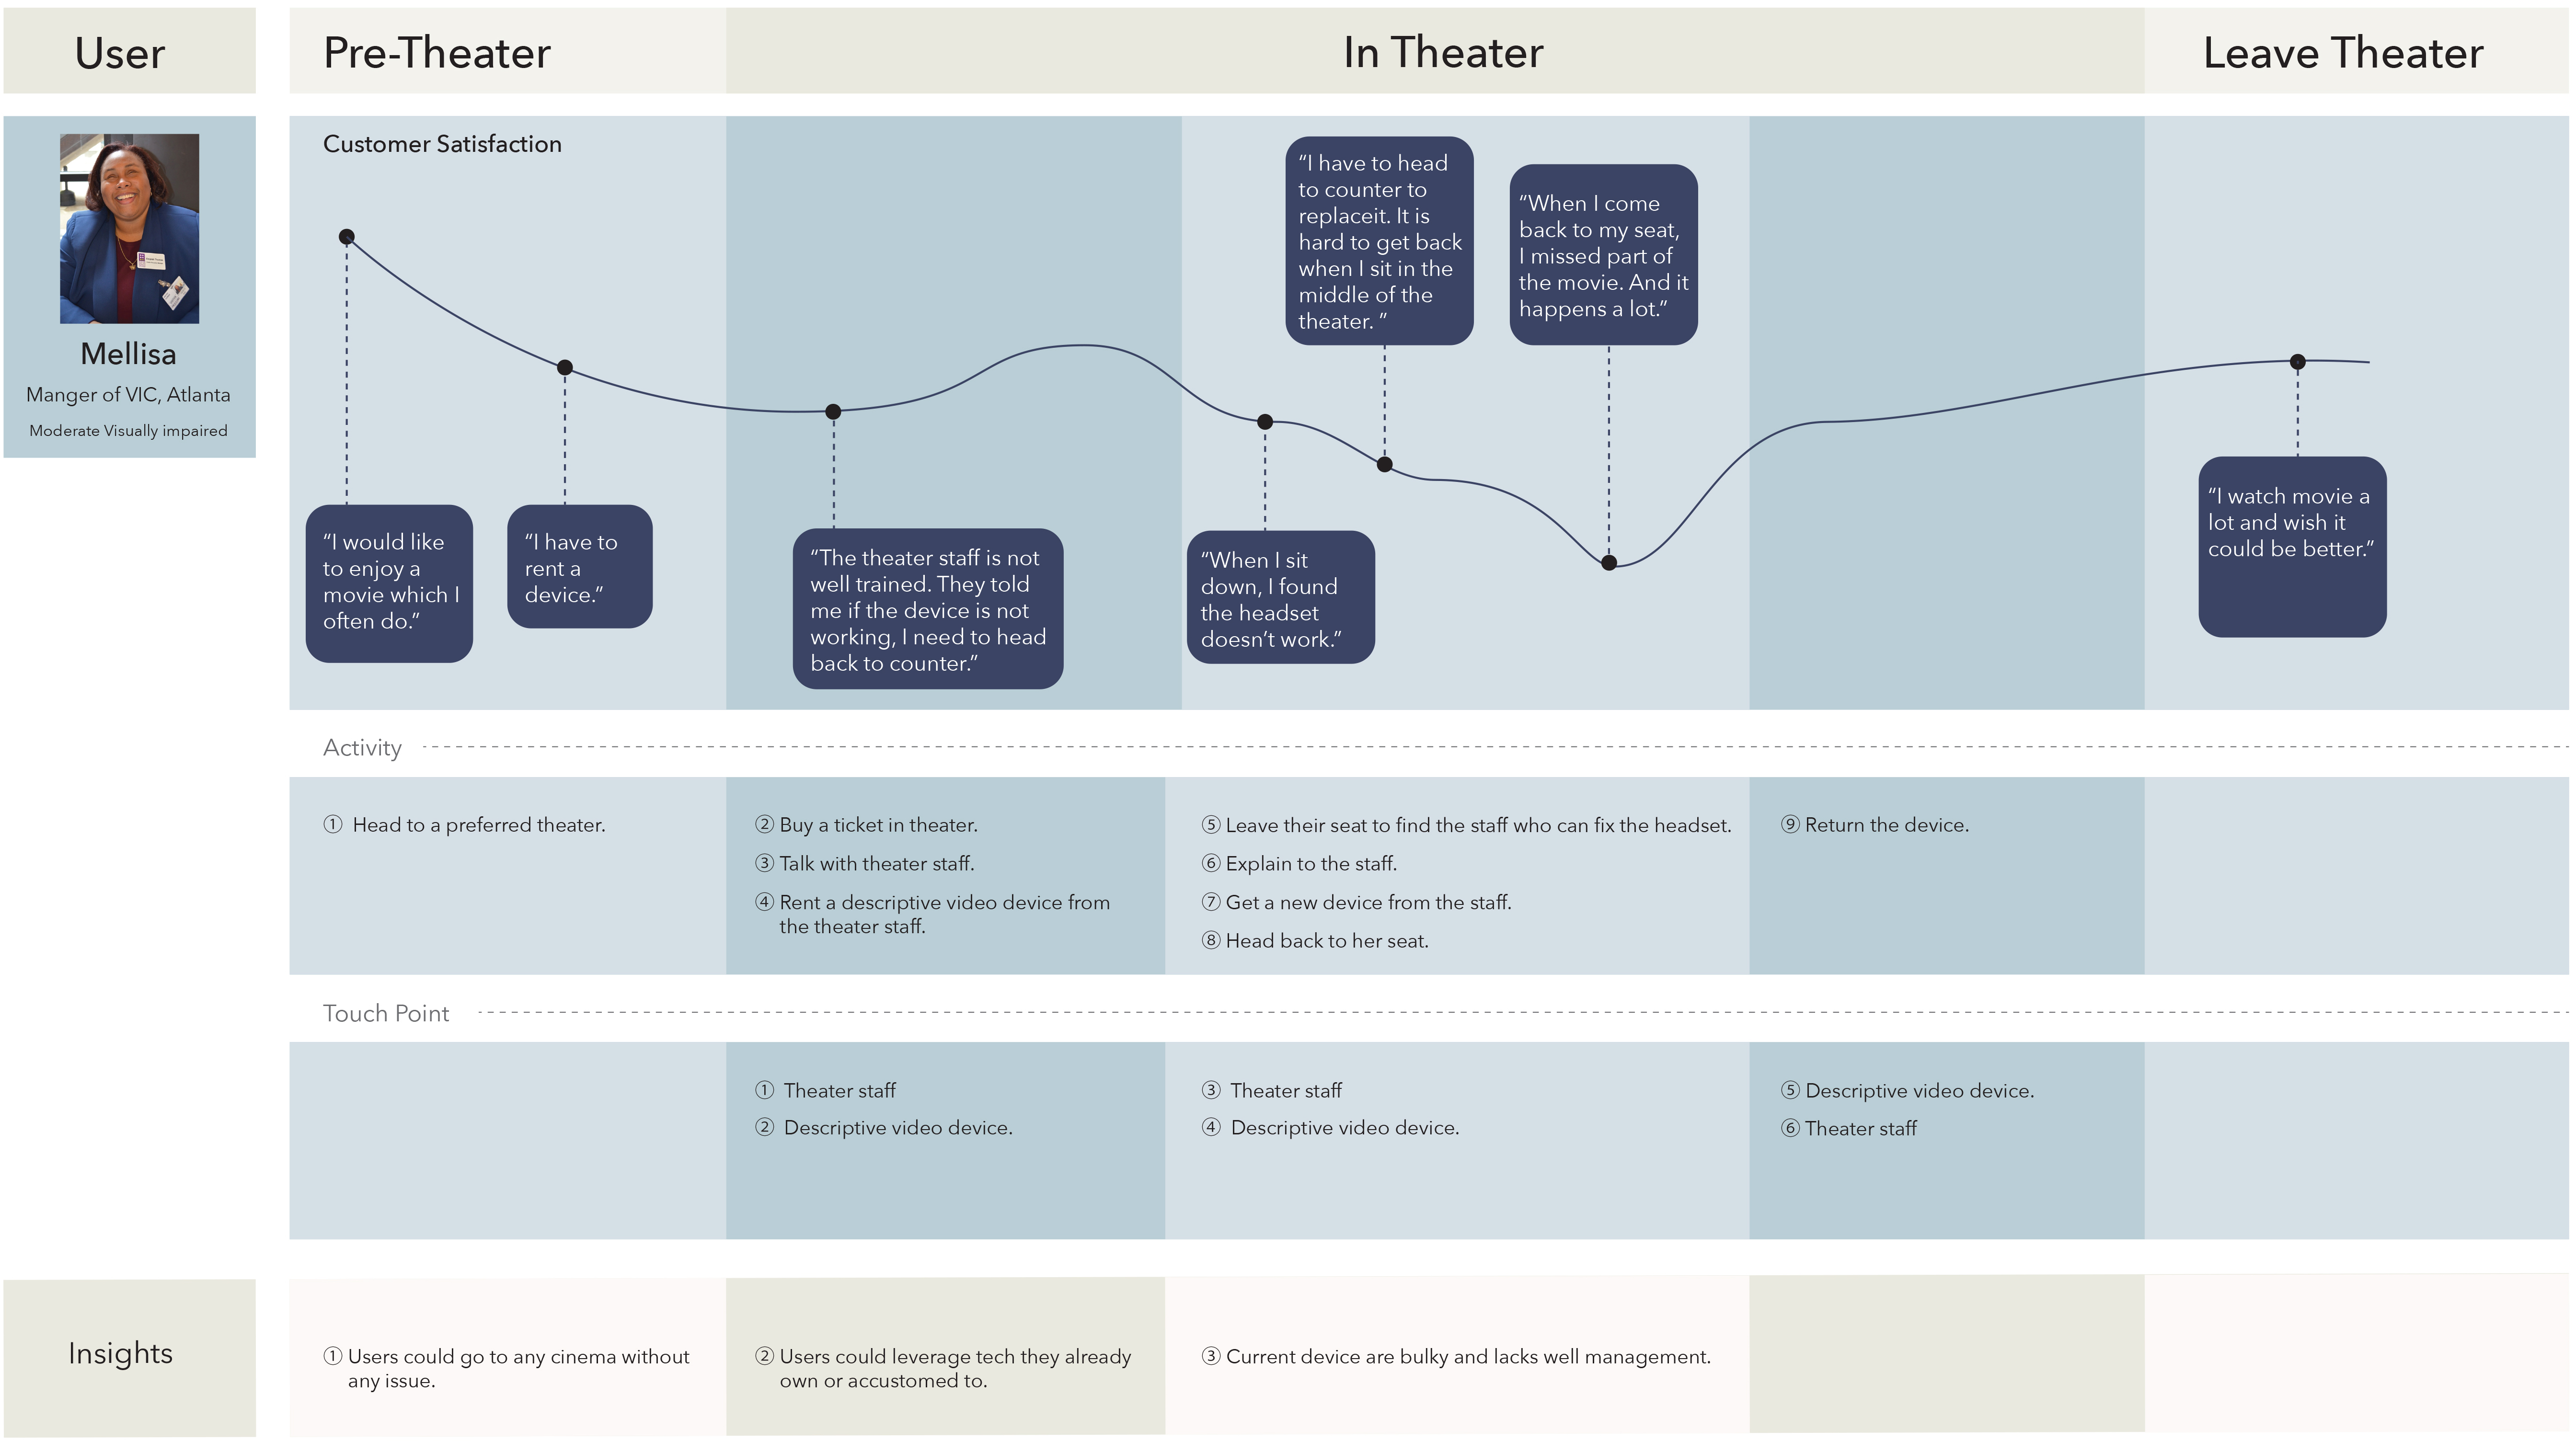 User
Pre-Theater
In Theater
Leave Theater
Mellisa
Manger of VIC, Atlanta
Moderate Visually impaired
Customer Satisfaction
“I would like
to enjoy a
movie which I
often do.”
“I have to
rent a
device.”
“The theater staff is not
well trained. They told
me if the device is not
working, I need to head
back to counter.”
“When I sit
down, I found
the headset
doesn’t work.”
“I have to head
to counter to
replaceit. It is
hard to get back
when I sit in the
middle of the
theater. ”
“When I come
back to my seat,
I missed part of
the movie. And it
happens a lot.”
“I watch movie a
lot and wish it
could be better.”
Activity
① Head to a preferred theater.
② Buy a ticket in theater.
③ Talk with theater staff.
④ Rent a descriptive video device from
the theater staff.
⑤ Leave their seat to find the staff who can fix the headset.
⑥ Explain to the staff.
⑦ Get a new device from the staff.
⑧ Head back to her seat.
⑨ Return the device.
Touch Point
① Theater staff
② Descriptive video device.
③ Theater staff
④ Descriptive video device.
⑤ Descriptive video device.
⑥ Theater staff
Insights
① Users could go to any cinema without
any issue.
② Users could leverage tech they already
own or accustomed to.
③ Current device are bulky and lacks well management.